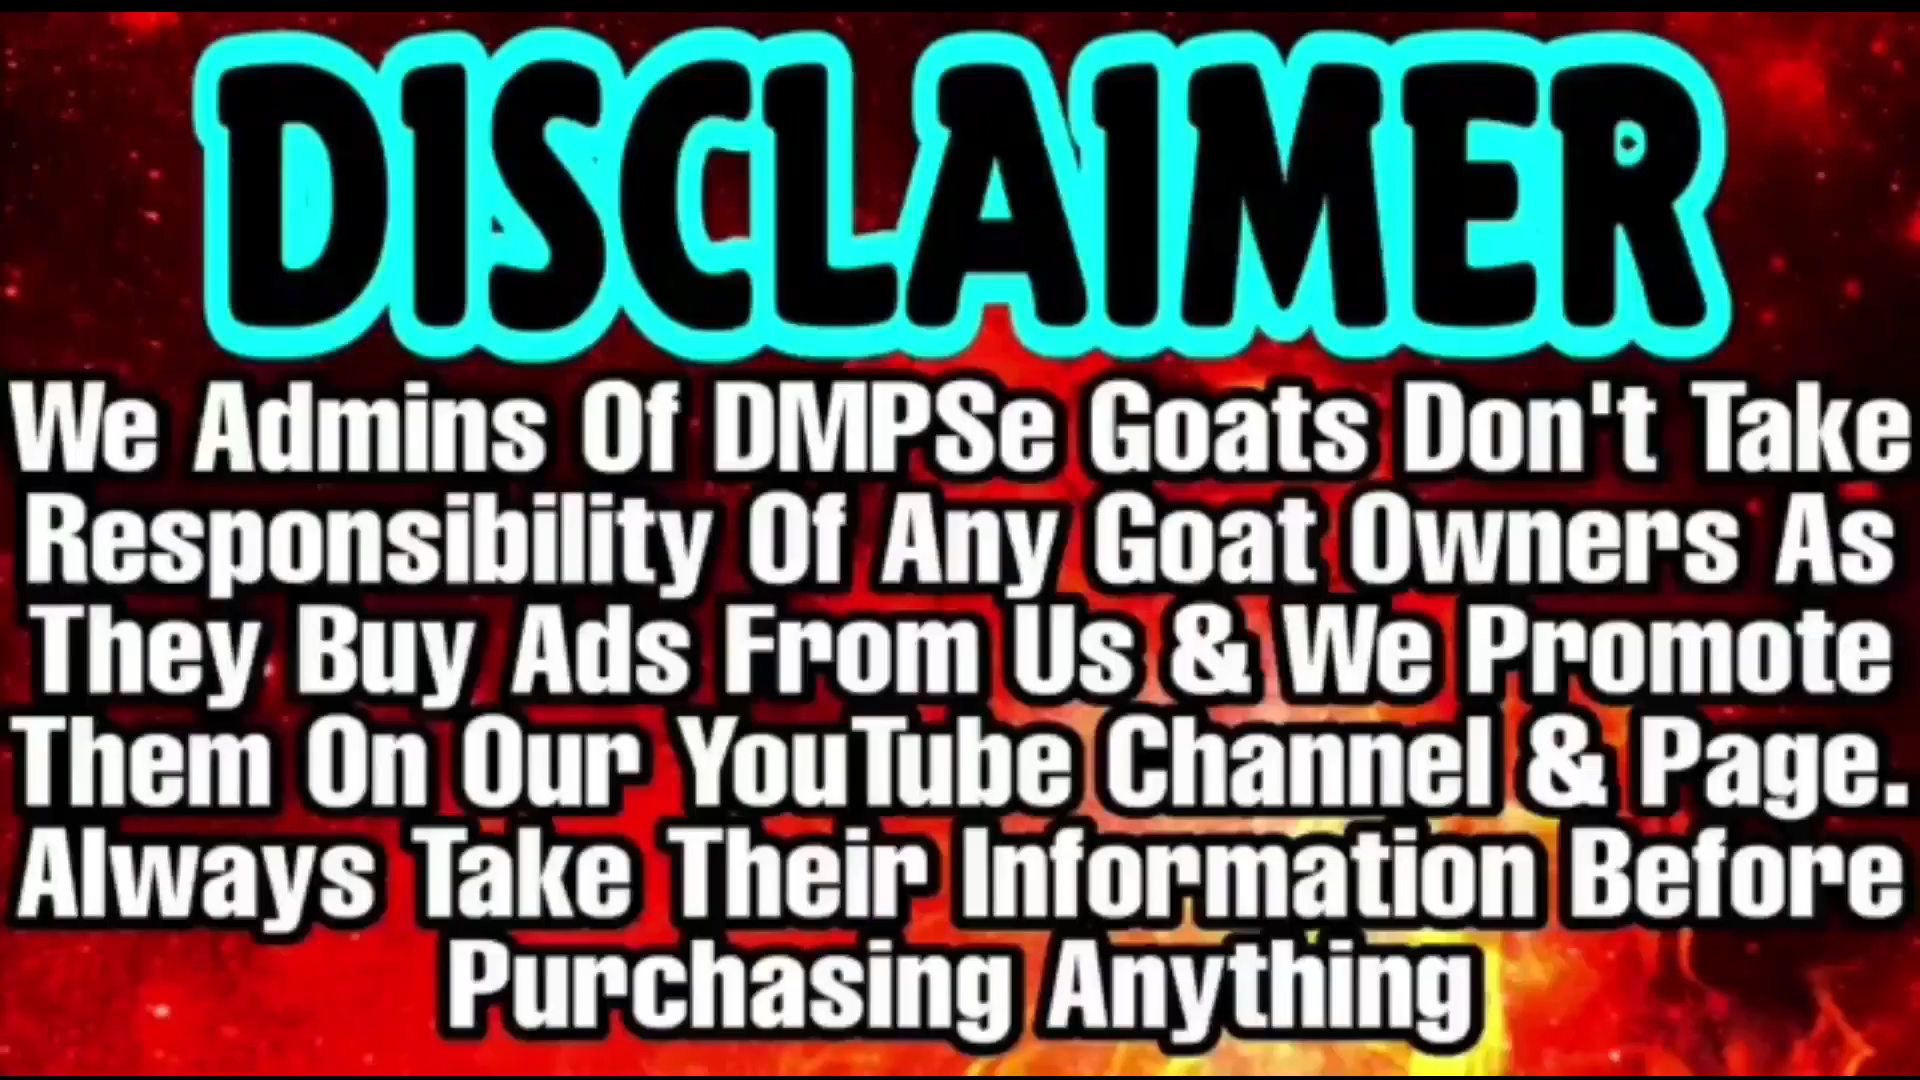 DISCLAIMER
We Admins Of DMPSe Goats Don't Take
Responsibility Of Any Goat Owners As
They Buy Ads From Us & We Promote
Them On Our YouTube Channel & Page.
Always Take Their Information Before
Purchasing Anything